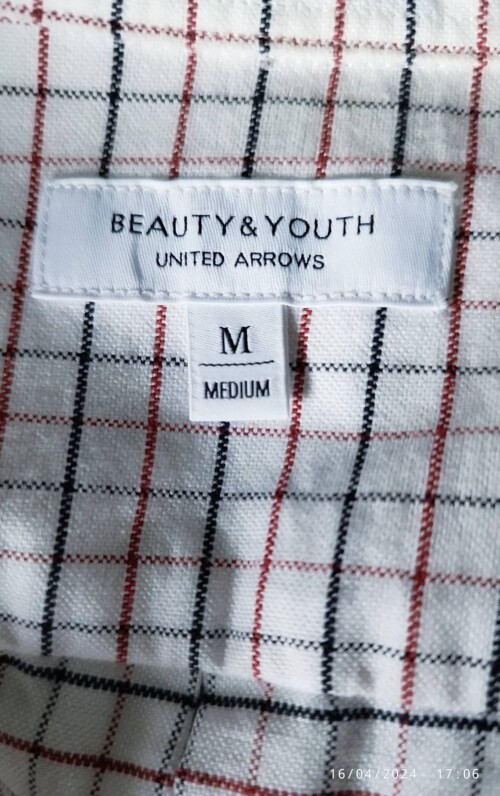 BEAUTY&YOUTH
UNITED ARROWS
M
MEDIUM
16/04/2024 - 17:06